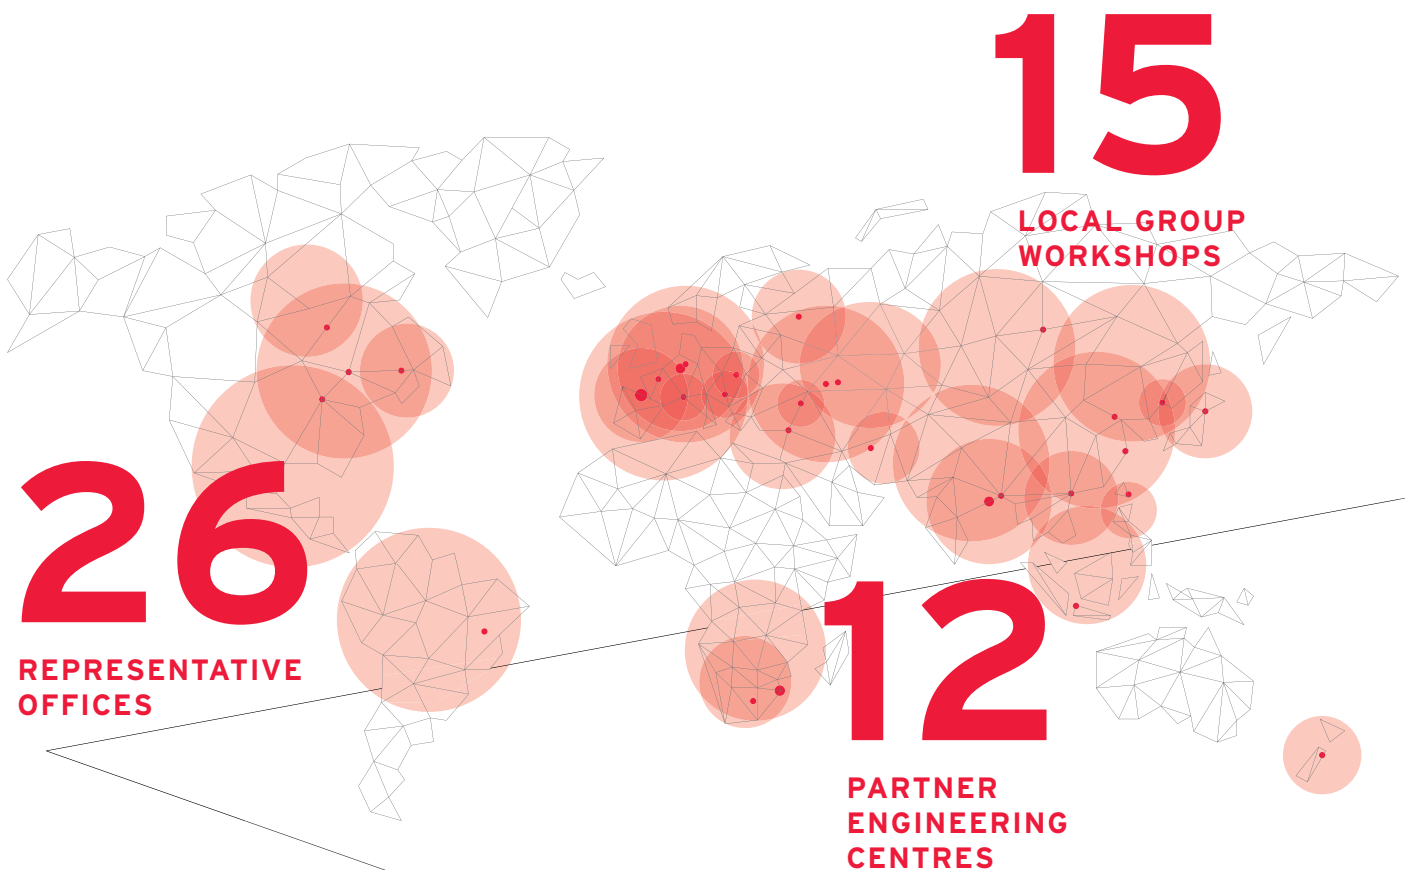 15
LOCAL GROUP
WORKSHOPS
26
REPRESENTATIVE
OFFICES
12
PARTNER
ENGINEERING
CENTRES